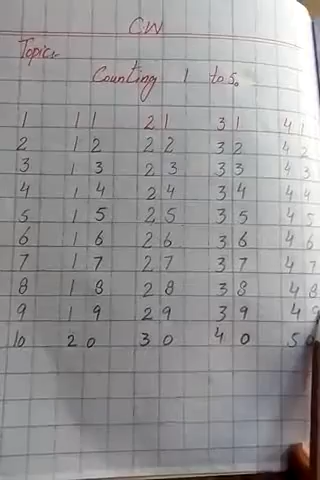 CW
Topic:
Counting 1 to 5.
1 11 21 31 41
2 12 22 32 42
3 13 23 33 43
4 14 24 34 44
5 15 25 35 45
6 16 26 36 46
7 17 27 37 47
8 18 28 38 48
9 19 29 39 49
10 20 30 40 50